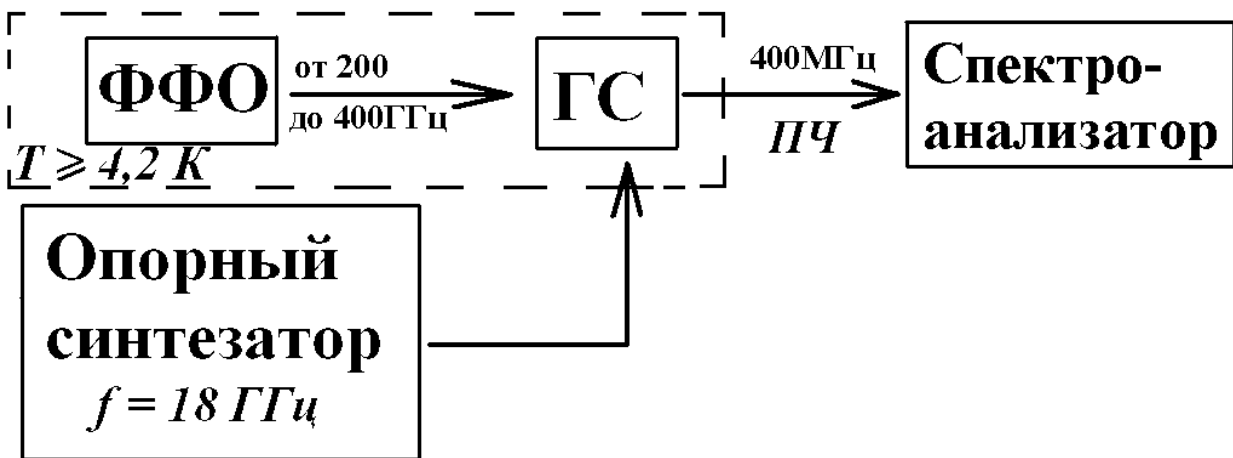 ФФО
от 200
до 400ГГц
ГС
400МГц
ПЧ
Спектро-
анализатор
T ⩾ 4,2 К
Опорный
синтезатор
f = 18 ГГц